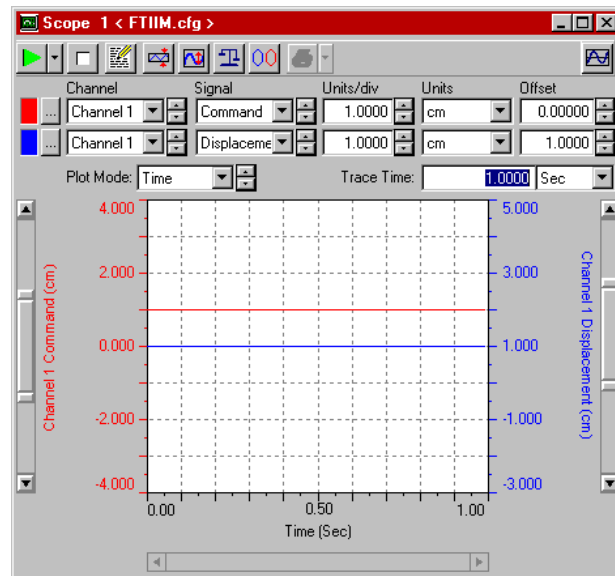 Scope 1 < FTIIM.cfg >
Channel Signal Units/div Units Offset
... Channel 1 Command 1.0000 cm 0.00000
... Channel 1 Displaceme 1.0000 cm 1.0000
Plot Mode: Time Trace Time: 1.0000 Sec
4.000
2.000
0.000
-2.000
-4.000
Channel 1 Command (cm)
5.000
3.000
1.000
-1.000
-3.000
Channel 1 Displacement (cm)
0.00 0.50 1.00
Time (Sec)